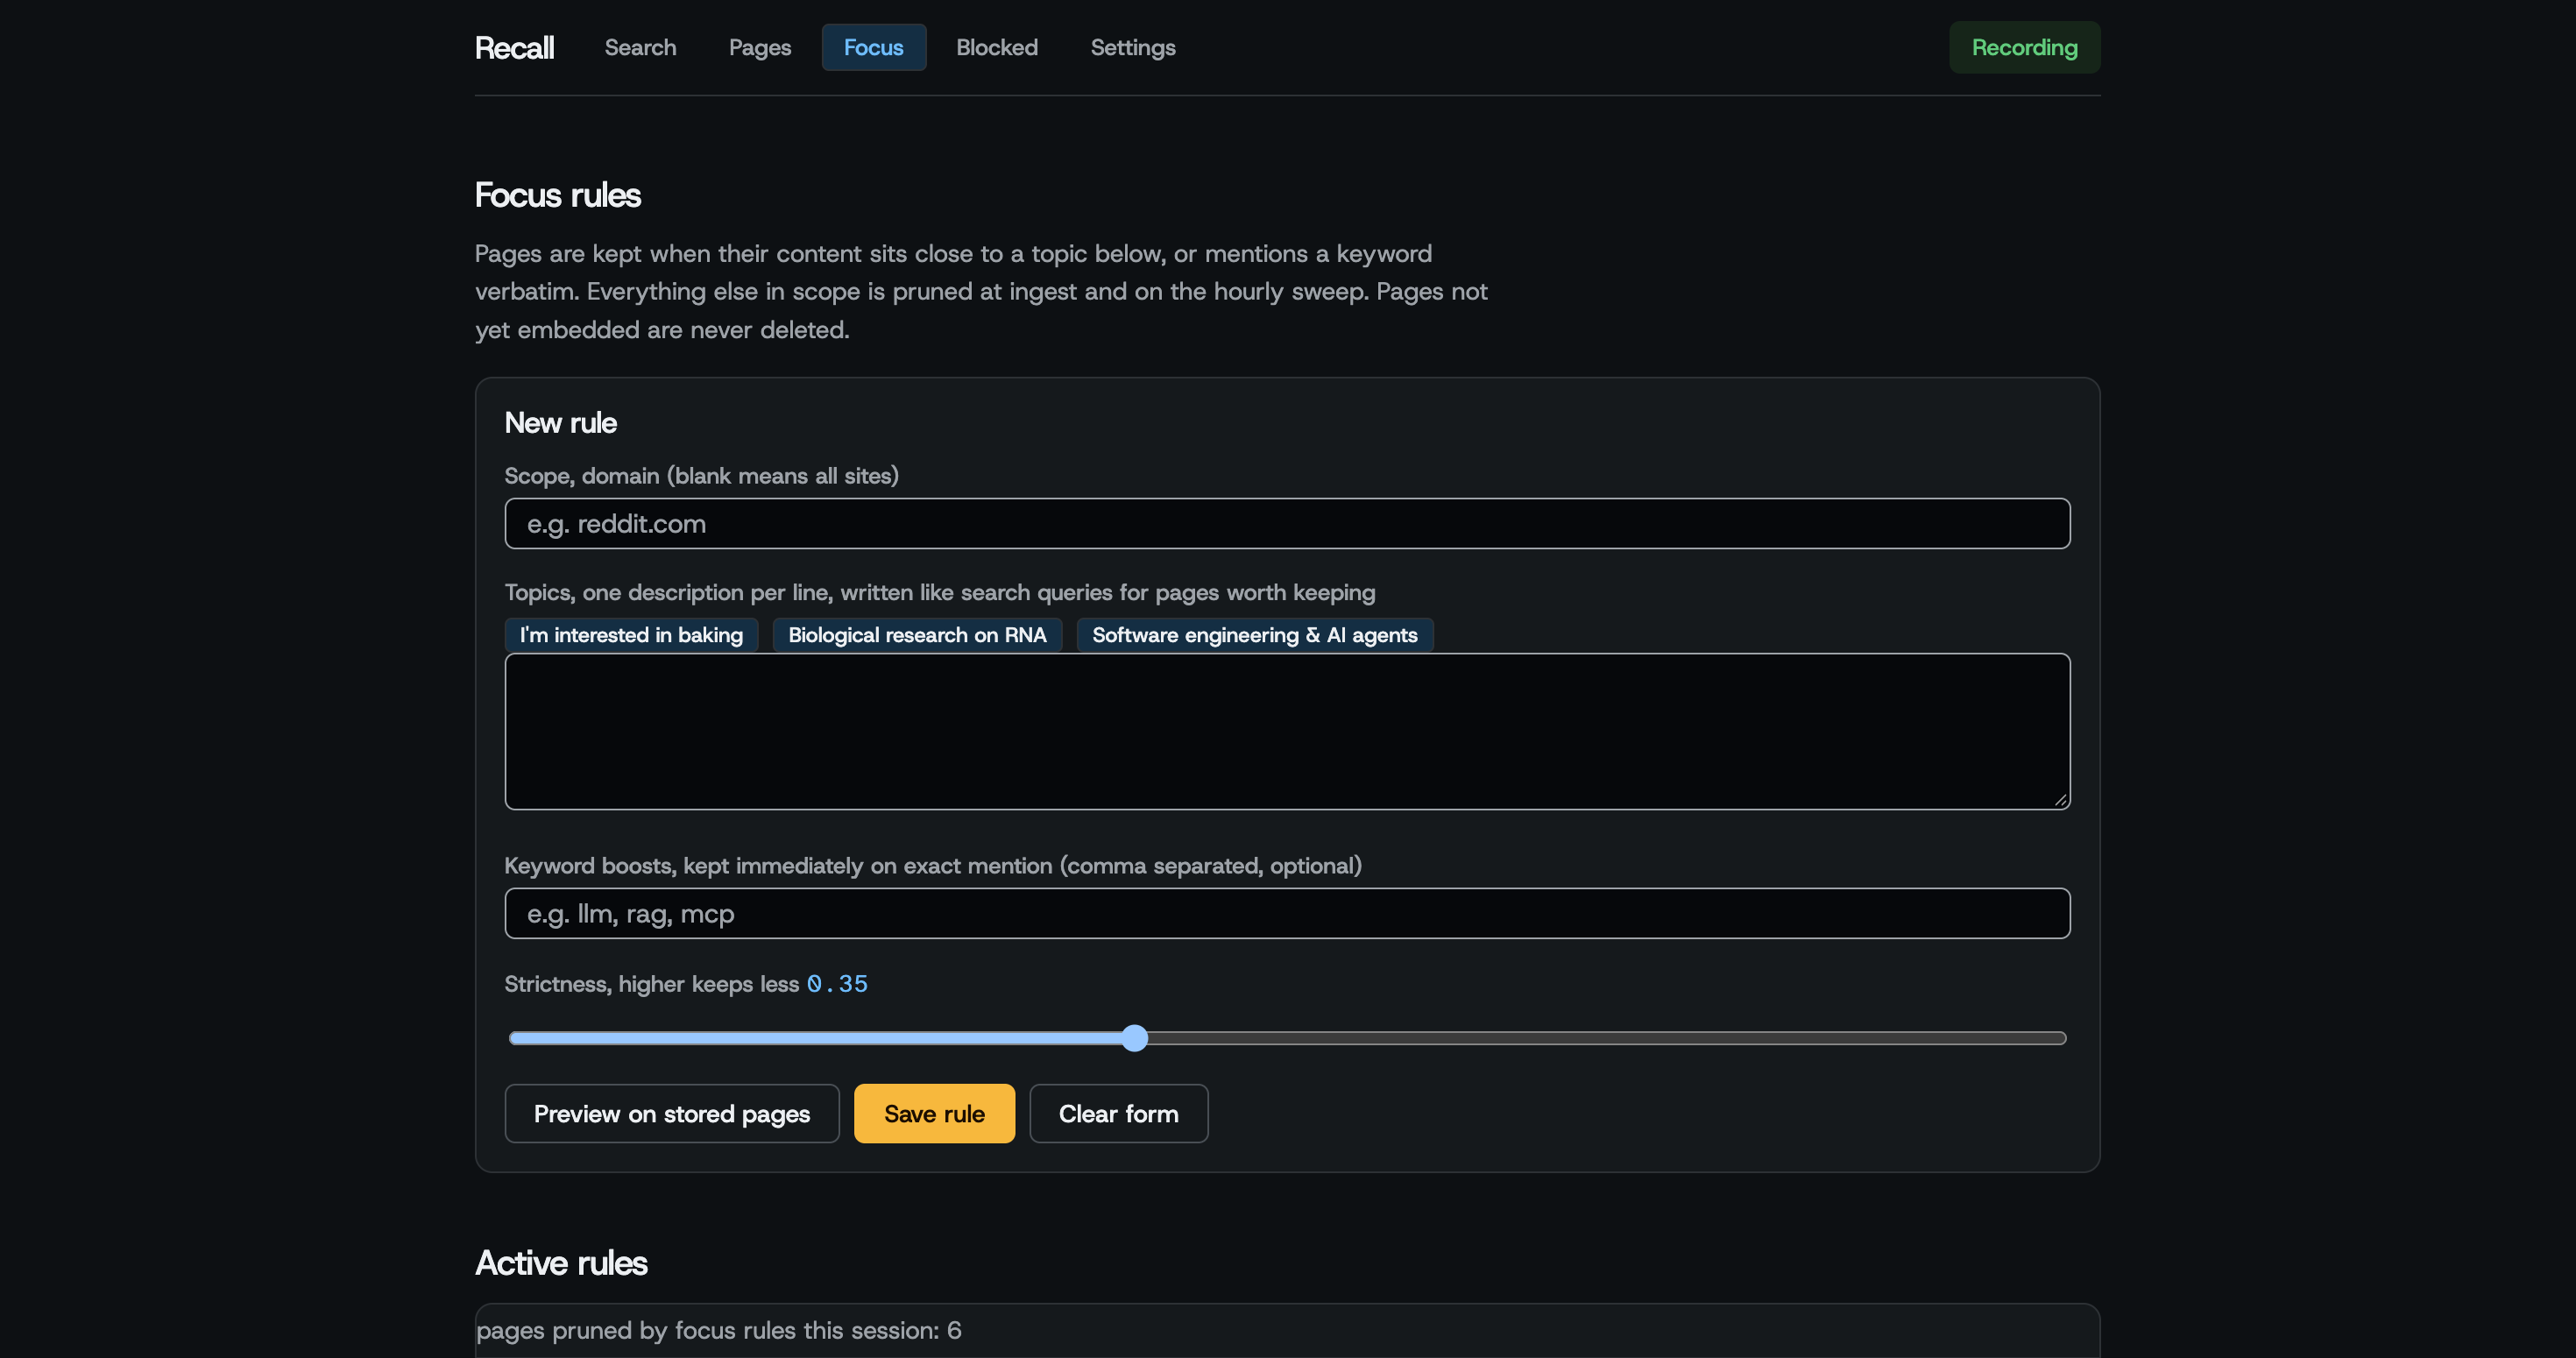 Recall Search Pages Focus Blocked Settings Recording
Focus rules
Pages are kept when their content sits close to a topic below, or mentions a keyword
verbatim. Everything else in scope is pruned at ingest and on the hourly sweep. Pages not
yet embedded are never deleted.
New rule
Scope, domain (blank means all sites)
e.g. reddit.com
Topics, one description per line, written like search queries for pages worth keeping
I'm interested in baking Biological research on RNA Software engineering & AI agents
Keyword boosts, kept immediately on exact mention (comma separated, optional)
e.g. llm, rag, mcp
Strictness, higher keeps less 0.35
Preview on stored pages Save rule Clear form
Active rules
pages pruned by focus rules this session: 6